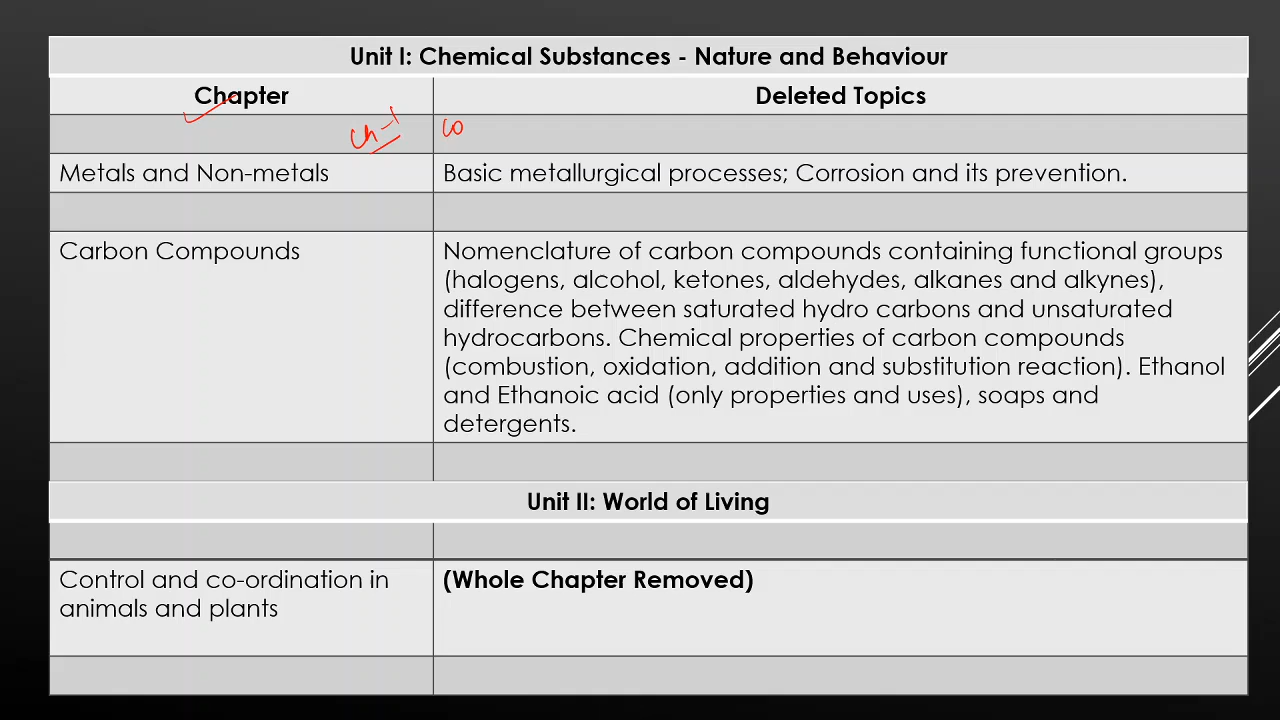 Unit I: Chemical Substances - Nature and Behaviour
Chapter
Deleted Topics
Ch-1
Metals and Non-metals
Basic metallurgical processes; Corrosion and its prevention.
Carbon Compounds
Nomenclature of carbon compounds containing functional groups
(halogens, alcohol, ketones, aldehydes, alkanes and alkynes),
difference between saturated hydro carbons and unsaturated
hydrocarbons. Chemical properties of carbon compounds
(combustion, oxidation, addition and substitution reaction). Ethanol
and Ethanoic acid (only properties and uses), soaps and
detergents.
Unit II: World of Living
Control and co-ordination in
animals and plants
(Whole Chapter Removed)